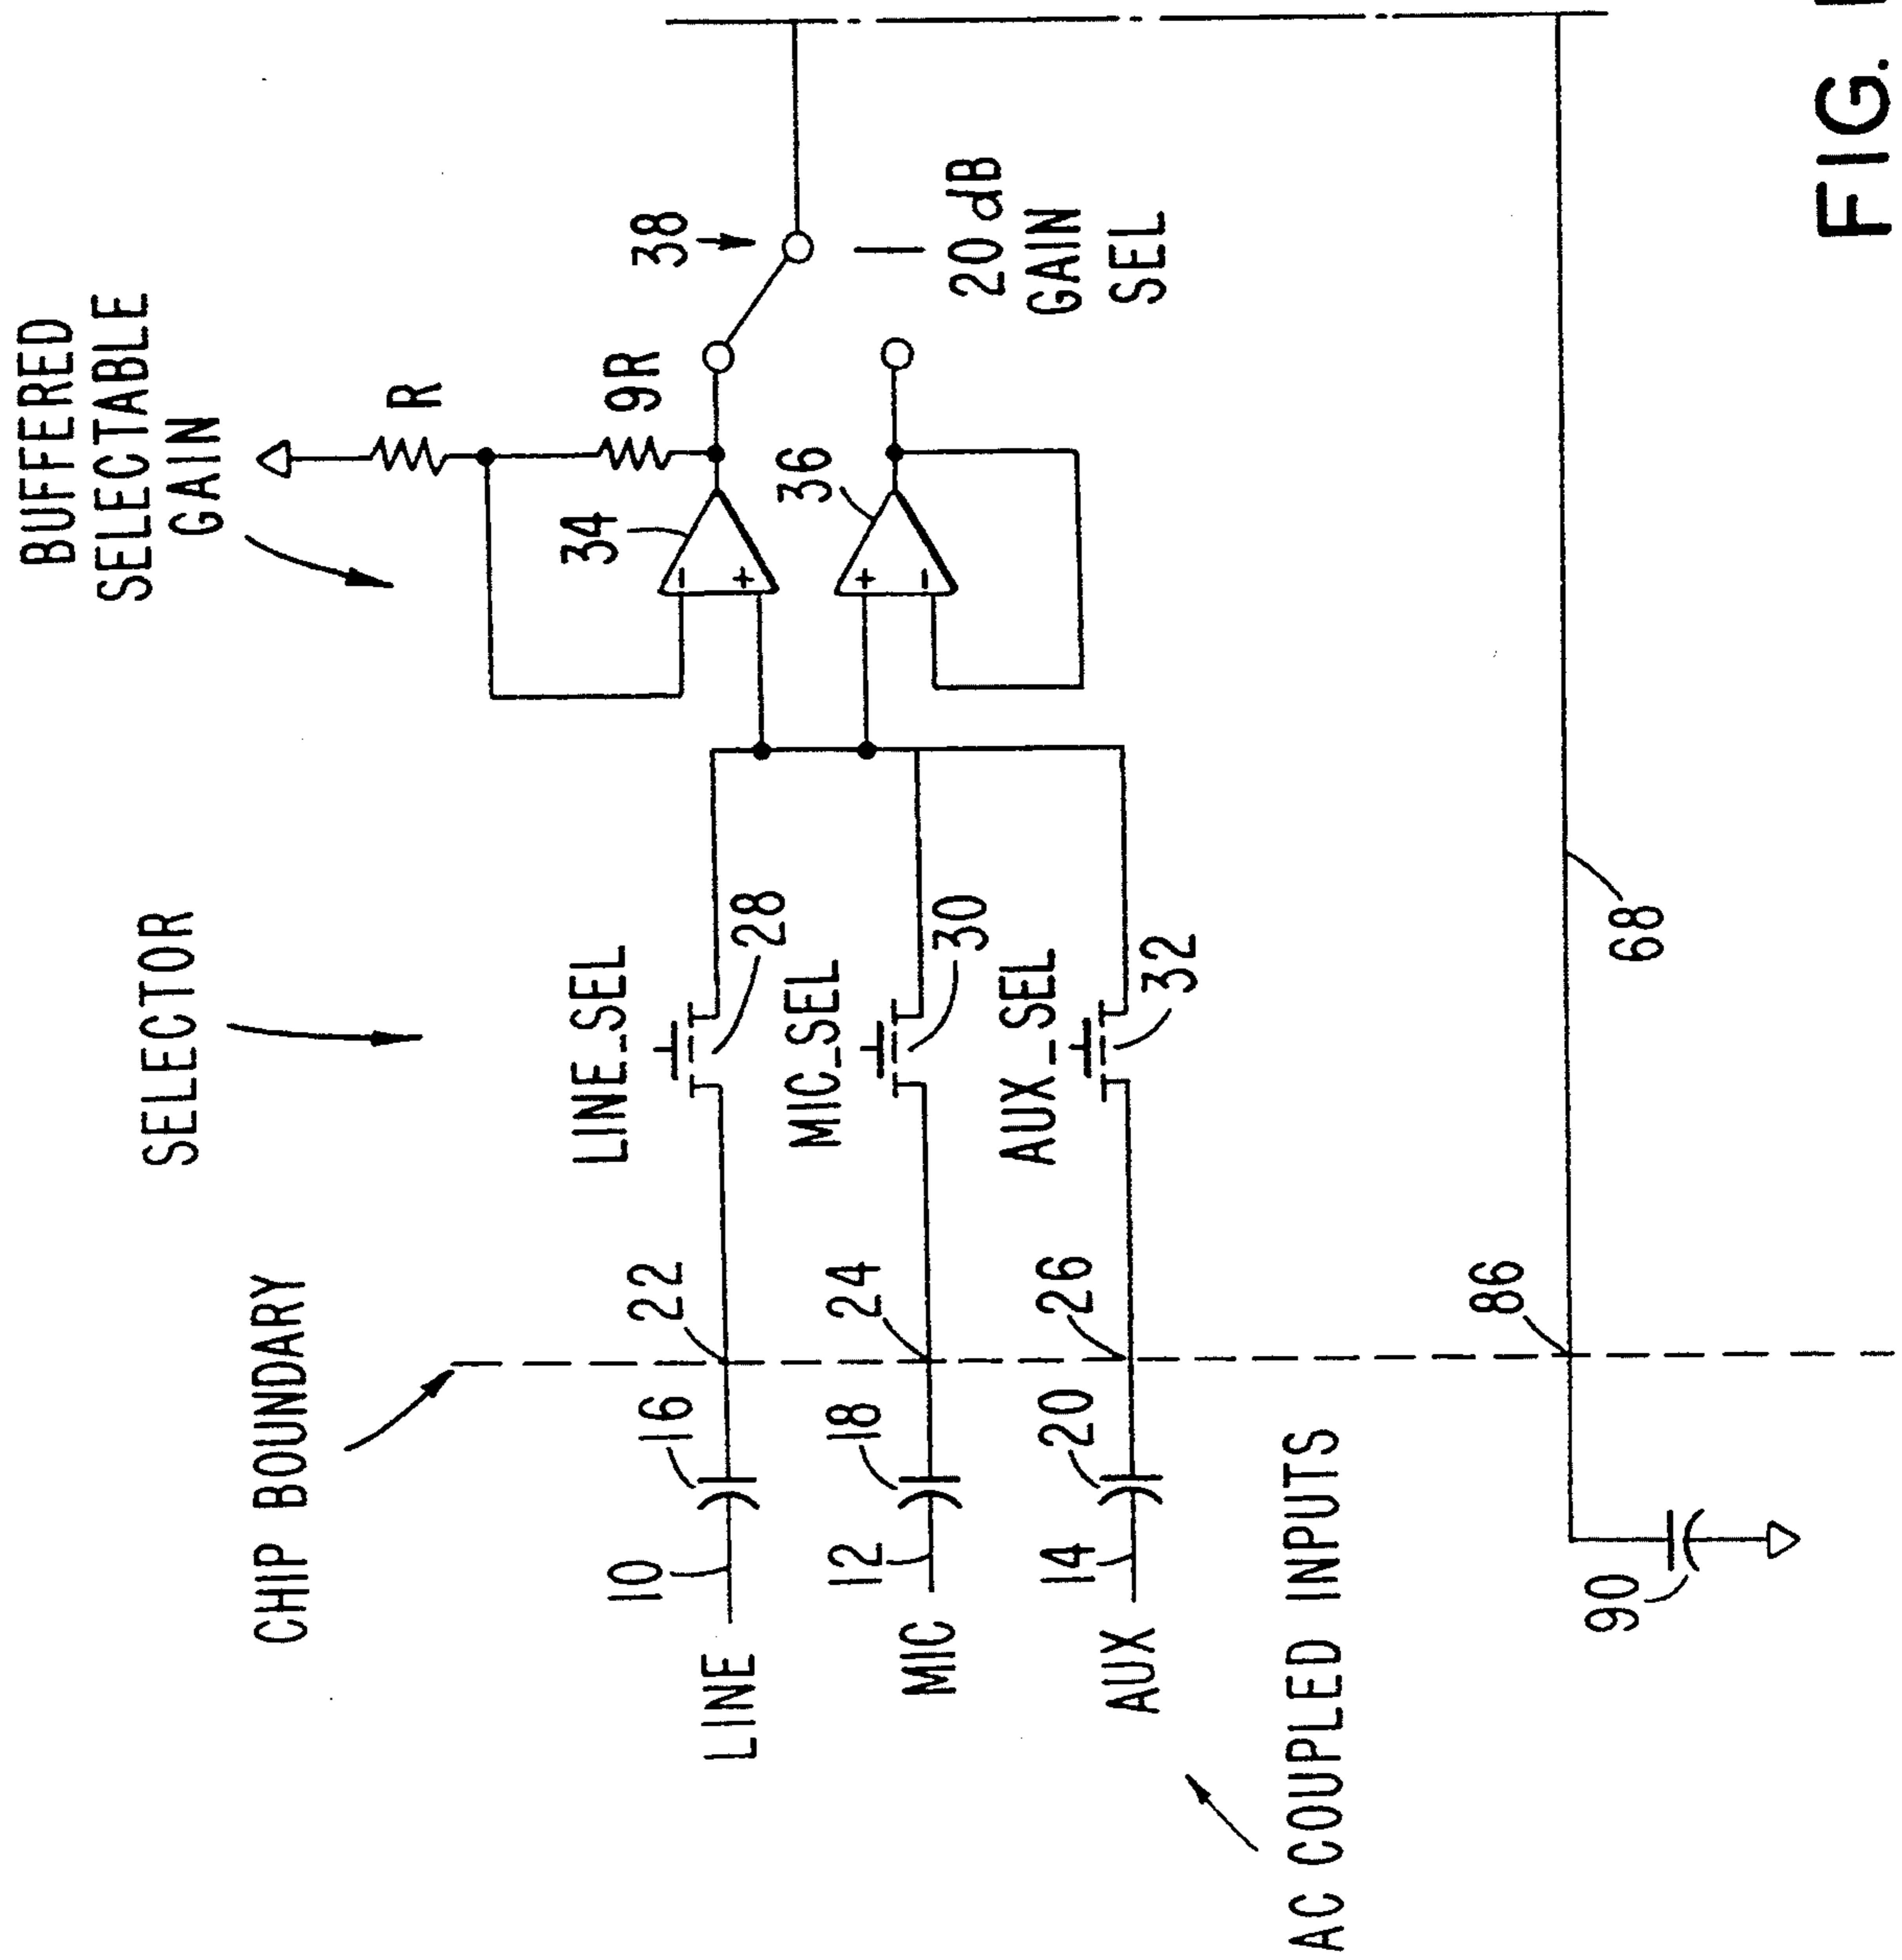 BUFFERED
SELECTABLE
GAIN
SELECTOR
CHIP BOUNDARY
R
9R
38
34
36
20 dB
GAIN
SEL
LINE_SEL
28
MIC_SEL
30
AUX_SEL
32
22
24
26
16
18
20
10
12
14
LINE
MIC
AUX
AC COUPLED INPUTS
86
68
90
FIG.